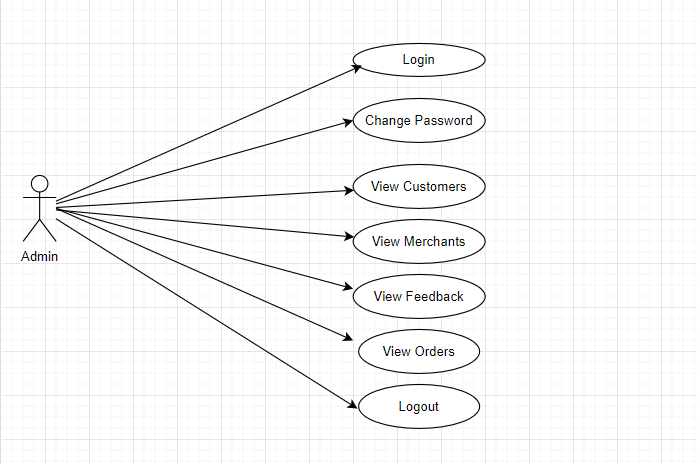 Login
Change Password
View Customers
Admin
View Merchants
View Feedback
View Orders
Logout